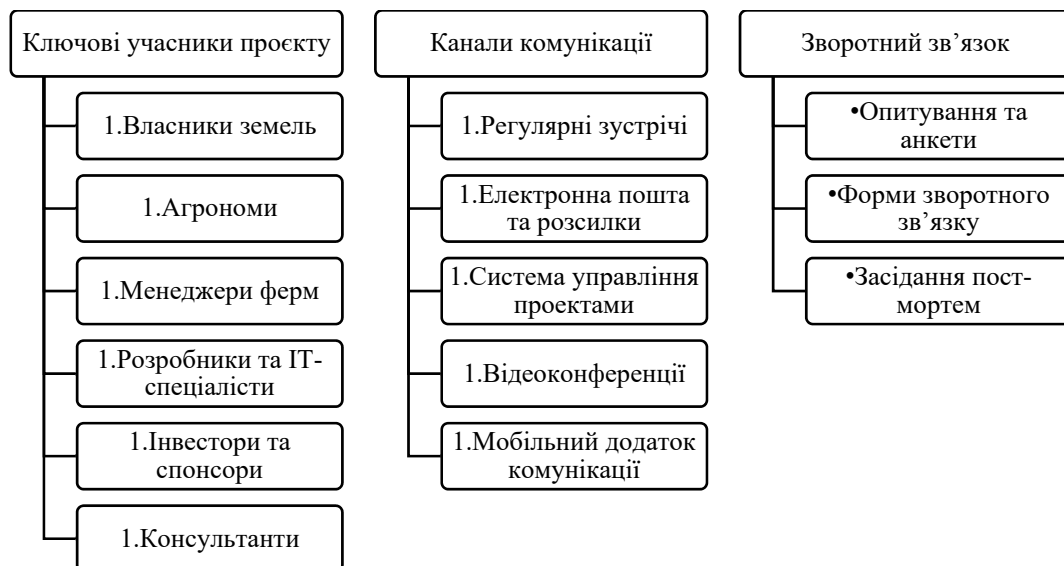 Ключові учасники проєкту
1.Власники земель
1.Агрономи
1.Менеджери ферм
1.Розробники та ІТ-
спеціалісти
1.Інвестори та
спонсори
1.Консультанти
Канали комунікації
1.Регулярні зустрічі
1.Електронна пошта
та розсилки
1.Система управління
проектами
1.Відеоконференції
1.Мобільний додаток
комунікації
Зворотний зв’язок
•Опитування та
анкети
•Форми зворотного
зв’язку
•Засідання пост-
мортем